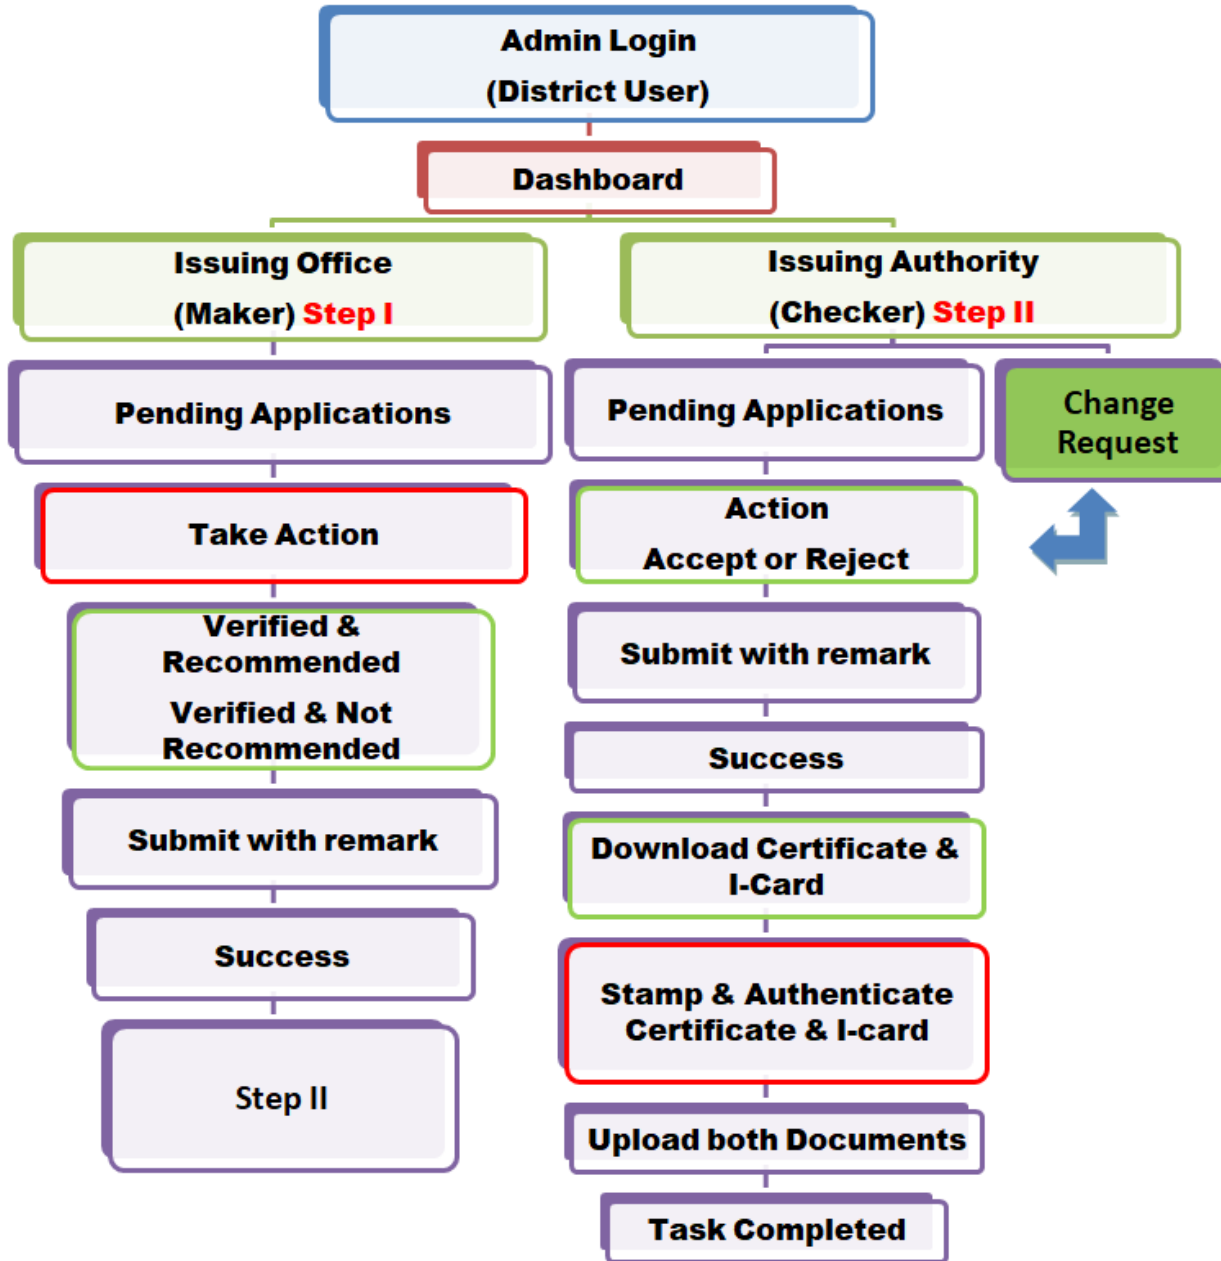 Admin Login
(District User)
Dashboard
Issuing Office
(Maker) Step I
Pending Applications
Take Action
Verified &
Recommended
Verified & Not
Recommended
Submit with remark
Success
Step II
Issuing Authority
(Checker) Step II
Pending Applications
Action
Accept or Reject
Submit with remark
Success
Download Certificate &
I-Card
Stamp & Authenticate
Certificate & I-card
Upload both Documents
Task Completed
Change
Request